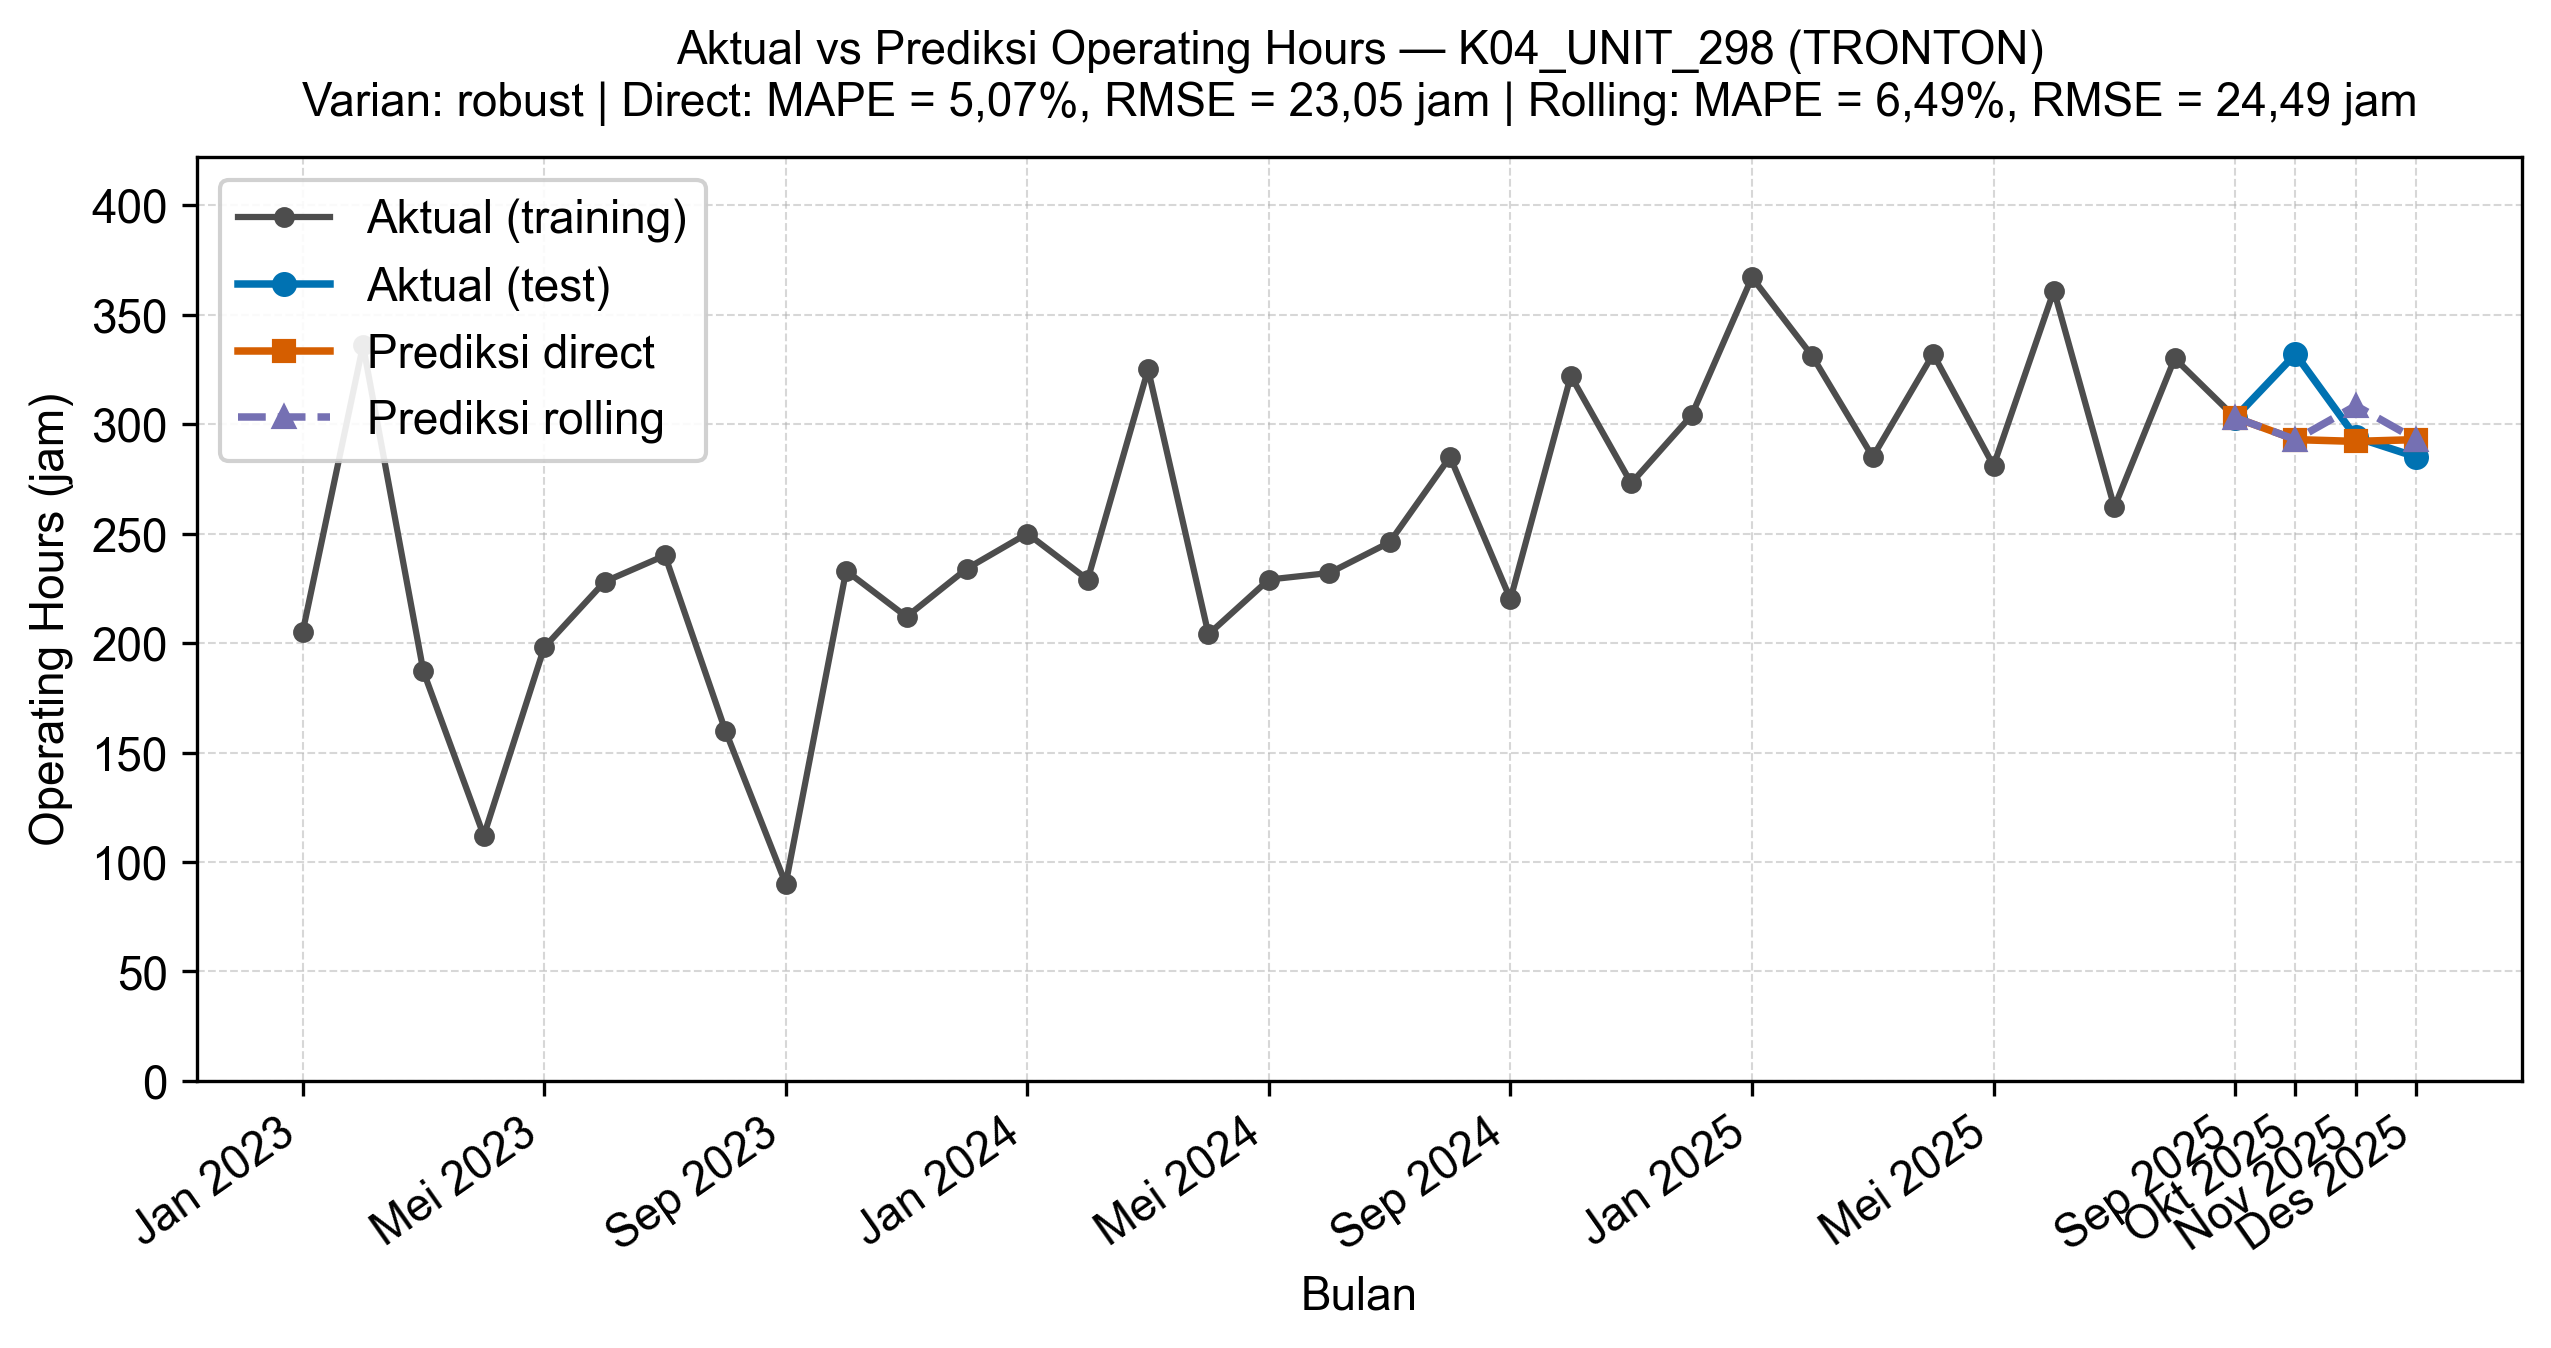 Aktual vs Prediksi Operating Hours — K04_UNIT_298 (TRONTON)
Varian: robust | Direct: MAPE = 5,07%, RMSE = 23,05 jam | Rolling: MAPE = 6,49%, RMSE = 24,49 jam
Operating Hours (jam)
400
350
300
250
200
150
100
50
0
Aktual (training)
Aktual (test)
Prediksi direct
Prediksi rolling
Jan 2023
Mei 2023
Sep 2023
Jan 2024
Mei 2024
Sep 2024
Jan 2025
Mei 2025
Sep 2025
Okt 2025
Nov 2025
Des 2025
Bulan